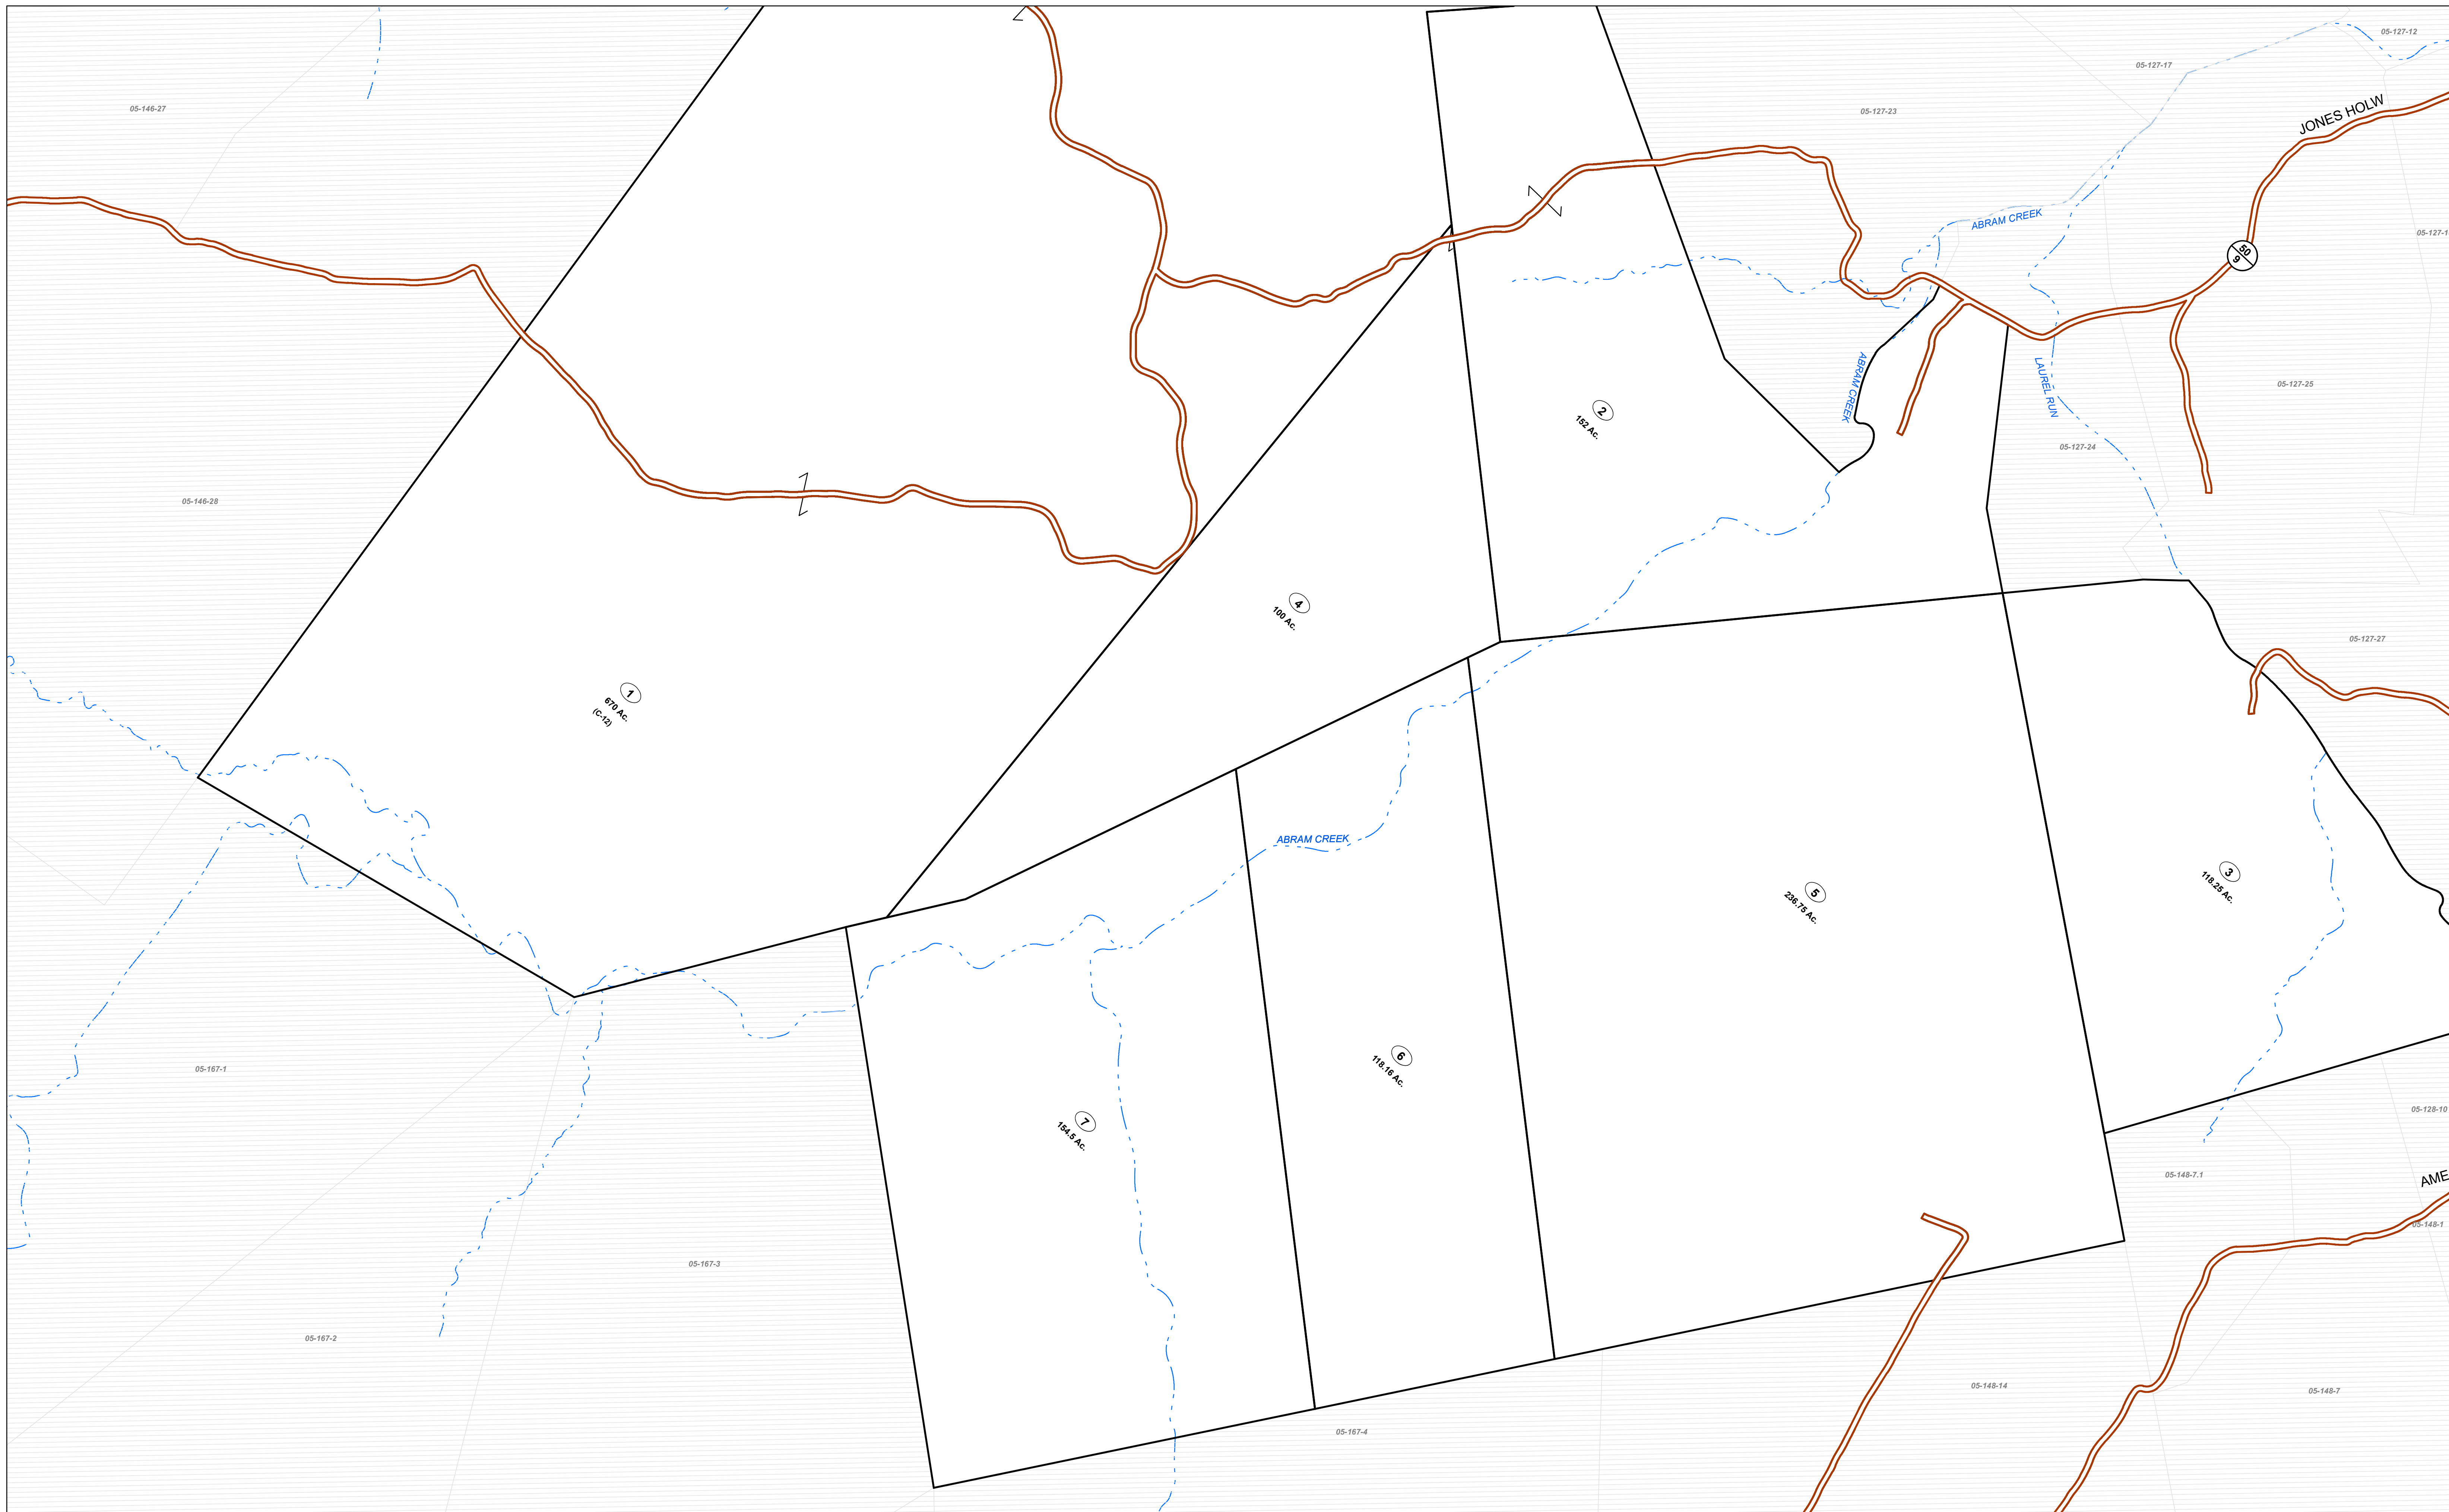 05-127-12
05-127-17
JONES HOLW
05-146-27
05-127-23
ABRAM CREEK
50
9
05-127-1
ABRAM CREEK
LAUREL RUN
05-127-25
2
152 Ac.
05-127-24
05-146-28
4
100 Ac.
05-127-27
1
670 Ac.
(C-12)
ABRAM CREEK
3
118.25 Ac.
5
236.75 Ac.
6
118.16 Ac.
05-167-1
7
154.5 Ac.
05-128-10
05-148-7.1
AME
05-148-1
05-167-3
05-167-2
05-148-14
05-148-7
05-167-4